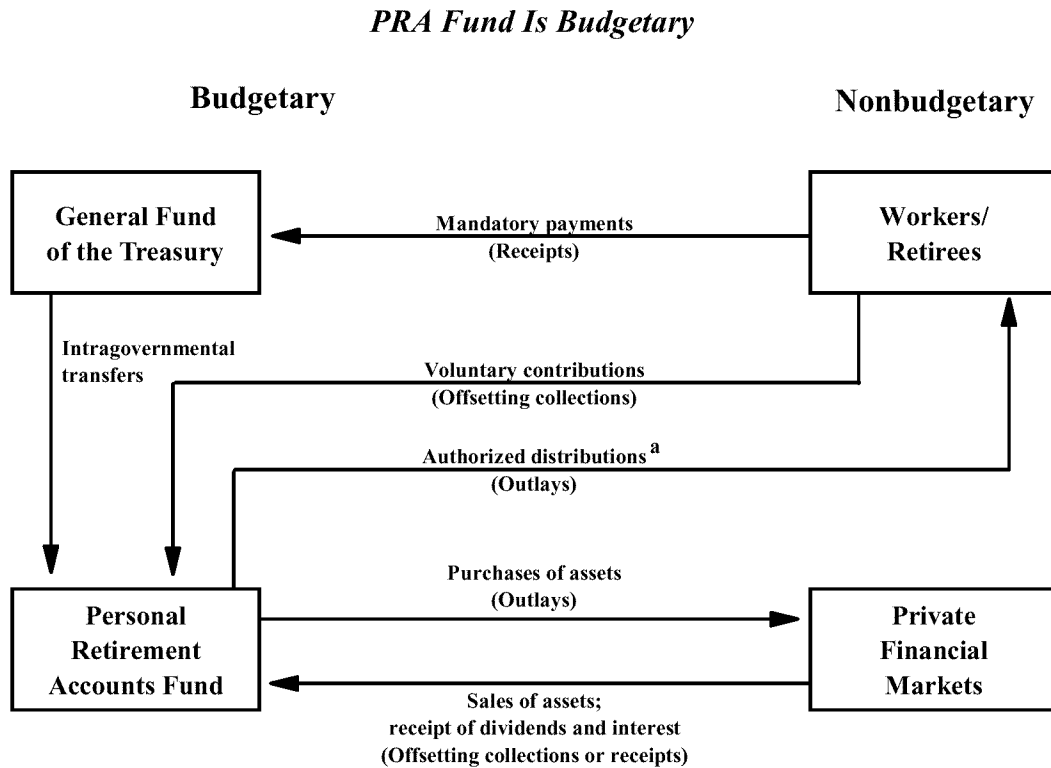 PRA Fund Is Budgetary
Budgetary
Nonbudgetary
General Fund
of the Treasury
Mandatory payments
(Receipts)
Workers/
Retirees
Intragovernmental
transfers
Voluntary contributions
(Offsetting collections)
Authorized distributions a
(Outlays)
Purchases of assets
(Outlays)
Personal
Retirement
Accounts Fund
Private
Financial
Markets
Sales of assets;
receipt of dividends and interest
(Offsetting collections or receipts)